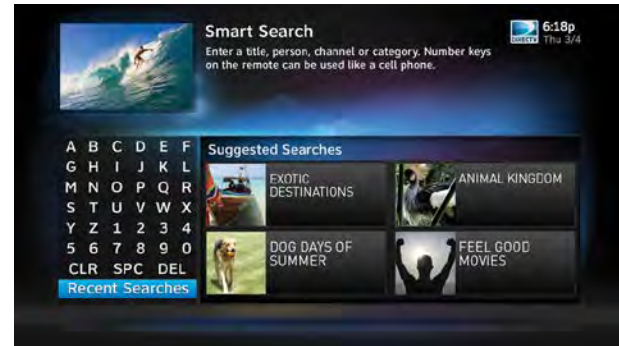 Smart Search
Enter a title, person, channel or category. Number keys
on the remote can be used like a cell phone.
DIRECTV
6:18p
Thu 3/4
A B C D E F
G H I J K L
M N O P Q R
S T U V W X
Y Z 1 2 3 4
5 6 7 8 9 0
CLR SPC DEL
Recent Searches
Suggested Searches
EXOTIC
DESTINATIONS
ANIMAL KINGDOM
DOG DAYS OF
SUMMER
FEEL GOOD
MOVIES